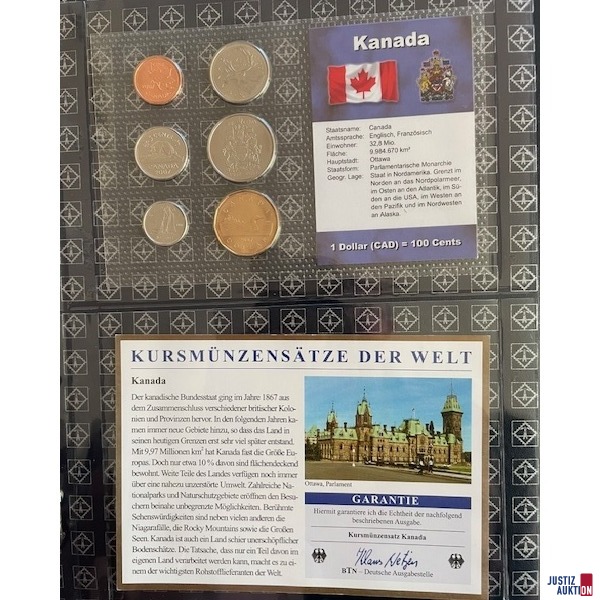 Kanada
Staatsname: Canada
Amtssprache: Englisch, Französisch
Einwohner: 32,8 Mio.
Fläche: 9.984.670 km²
Hauptstadt: Ottawa
Staatsform: Parlamentarische Monarchie
Geogr. Lage: Staat in Nordamerika. Grenzt im
Norden an das Nordpolarmeer,
im Osten an den Atlantik, im Sü-
den an die USA, im Westen an
den Pazifik und im Nordwesten
an Alaska.
1 Dollar (CAD) = 100 Cents
KURSMÜNZENSÄTZE DER WELT
Kanada
Der kanadische Bundesstaat ging im Jahre 1867 aus
dem Zusammenschluss verschiedener britischer Kolo-
nien und Provinzen hervor. In den folgenden Jahren ka-
men immer neue Gebiete hinzu, so dass das Land in
seinen heutigen Grenzen erst sehr viel später entstand.
Mit 9,97 Millionen km² hat Kanada fast die Größe Eu-
ropas. Doch nur etwa 10 % davon sind flächendeckend
bewohnt. Weite Teile des Landes verfügen noch immer
über eine nahezu unzerstörte Umwelt. Zahlreiche Na-
tionalparks und Naturschutzgebiete eröffnen den Besu-
chern beinahe unbegrenzte Möglichkeiten. Berühmte
Sehenswürdigkeiten sind neben vielen anderen die
Niagarafälle, die Rocky Mountains sowie die Großen
Seen. Kanada ist auch ein Land schier unerschöpflicher
Bodenschätze. Die Tatsache, dass nur ein Teil davon im
eigenen Land verarbeitet werden kann, macht es zu ei-
nem der wichtigsten Rohstofflieferanten der Welt.
Ottawa, Parlament
GARANTIE
Hiermit garantiere ich die Echtheit der nachfolgend
beschriebenen Ausgabe.
Kursmünzensatz Kanada
BTN – Deutsche Ausgabestelle
JUSTIZ
AUKTION